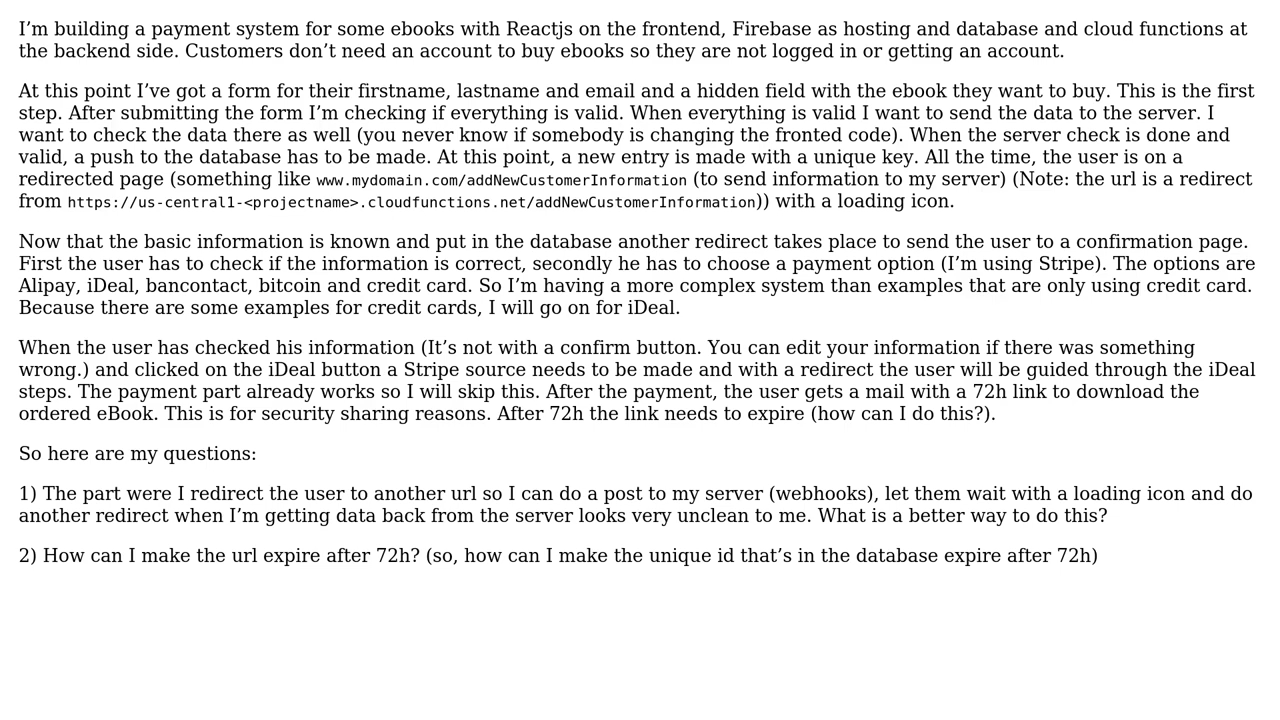 I’m building a payment system for some ebooks with Reactjs on the frontend, Firebase as hosting and database and cloud functions at
the backend side. Customers don’t need an account to buy ebooks so they are not logged in or getting an account.
At this point I’ve got a form for their firstname, lastname and email and a hidden field with the ebook they want to buy. This is the first
step. After submitting the form I’m checking if everything is valid. When everything is valid I want to send the data to the server. I
want to check the data there as well (you never know if somebody is changing the fronted code). When the server check is done and
valid, a push to the database has to be made. At this point, a new entry is made with a unique key. All the time, the user is on a
redirected page (something like www.mydomain.com/addNewCustomerInformation (to send information to my server) (Note: the url is a redirect
from https://us-central1-<projectname>.cloudfunctions.net/addNewCustomerInformation)) with a loading icon.
Now that the basic information is known and put in the database another redirect takes place to send the user to a confirmation page.
First the user has to check if the information is correct, secondly he has to choose a payment option (I’m using Stripe). The options are
Alipay, iDeal, bancontact, bitcoin and credit card. So I’m having a more complex system than examples that are only using credit card.
Because there are some examples for credit cards, I will go on for iDeal.
When the user has checked his information (It’s not with a confirm button. You can edit your information if there was something
wrong.) and clicked on the iDeal button a Stripe source needs to be made and with a redirect the user will be guided through the iDeal
steps. The payment part already works so I will skip this. After the payment, the user gets a mail with a 72h link to download the
ordered eBook. This is for security sharing reasons. After 72h the link needs to expire (how can I do this?).
So here are my questions:
1) The part were I redirect the user to another url so I can do a post to my server (webhooks), let them wait with a loading icon and do
another redirect when I’m getting data back from the server looks very unclean to me. What is a better way to do this?
2) How can I make the url expire after 72h? (so, how can I make the unique id that’s in the database expire after 72h)